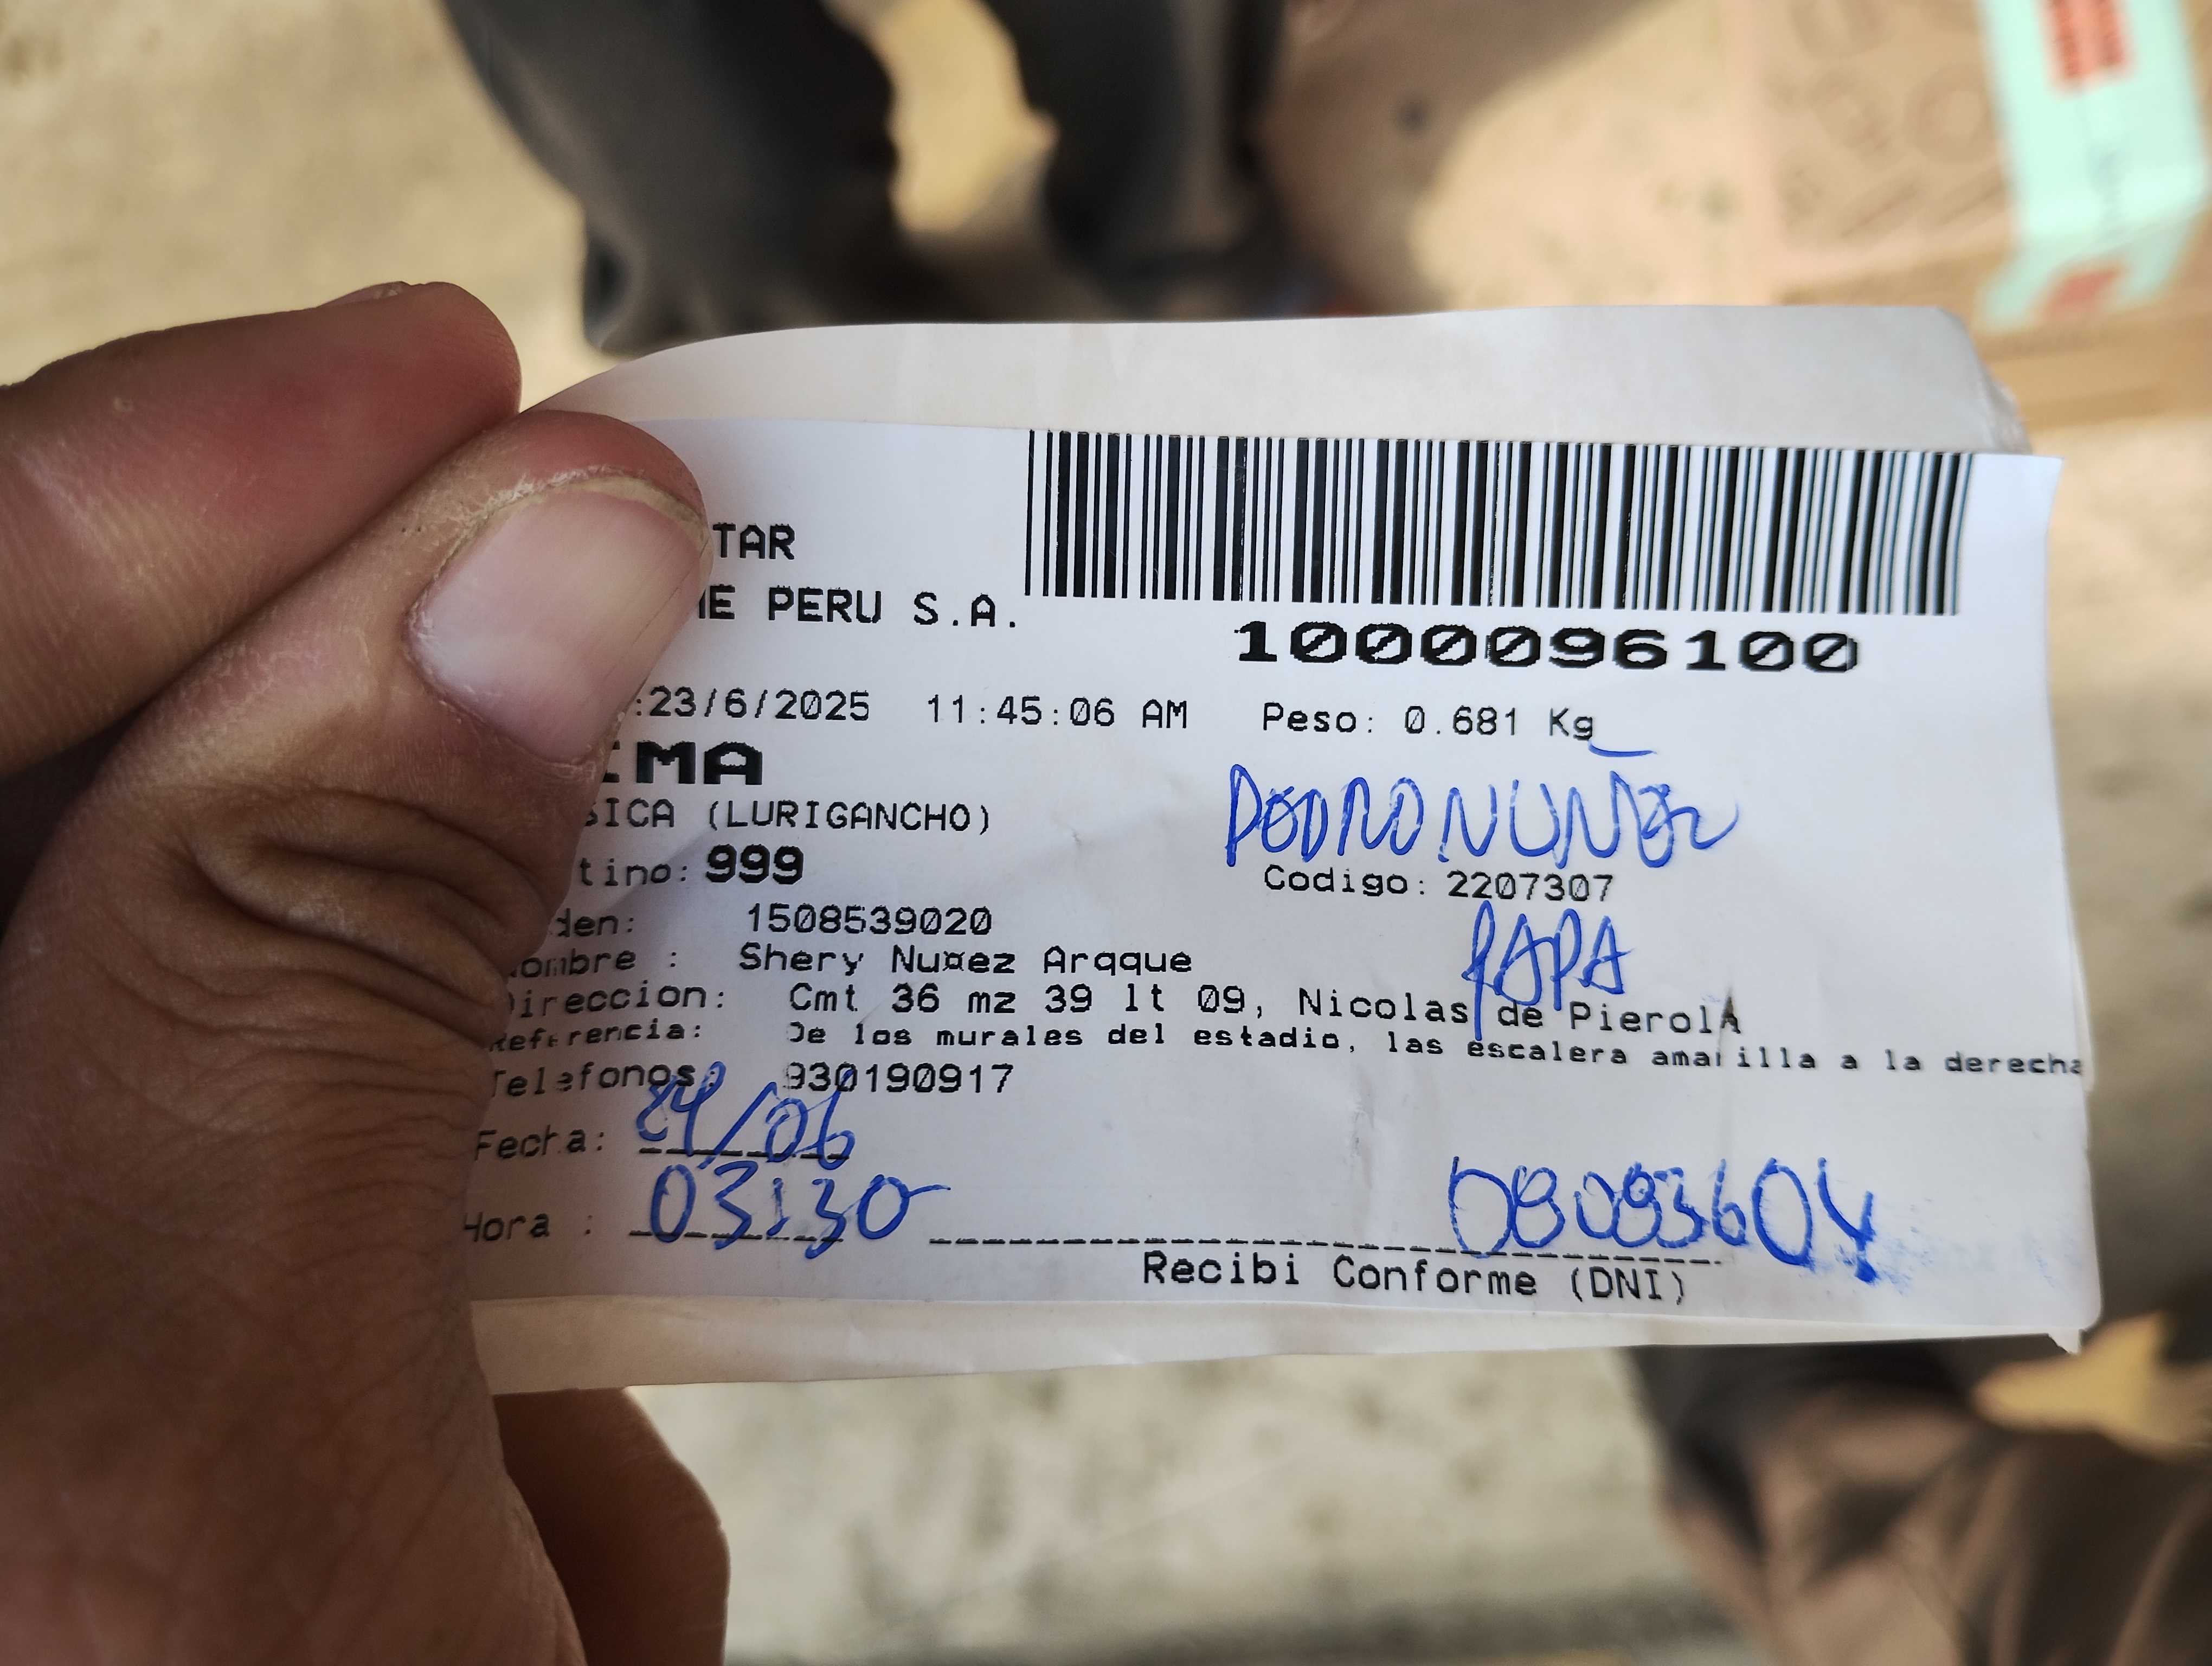 TAR
ME PERU S.A.
1000096100
:23/6/2025 11:45:06 AM Peso: 0.681 Kg
IMA
PEDRO NUÑEZ
SICA (LURIGANCHO)
tino: 999
Codigo: 2207307
den: 1508539020
PAPA
ombre : Shery Nu¤ez Arqque
Direccion: Cmt 36 mz 39 lt 09, Nicolas de PierolA
Referencia: De los murales del estadio, las escalera amarilla a la derecha
Telefonos: 930190917
Fecha: 24/06
Hora : 03:30
08093604
Recibi Conforme (DNI)